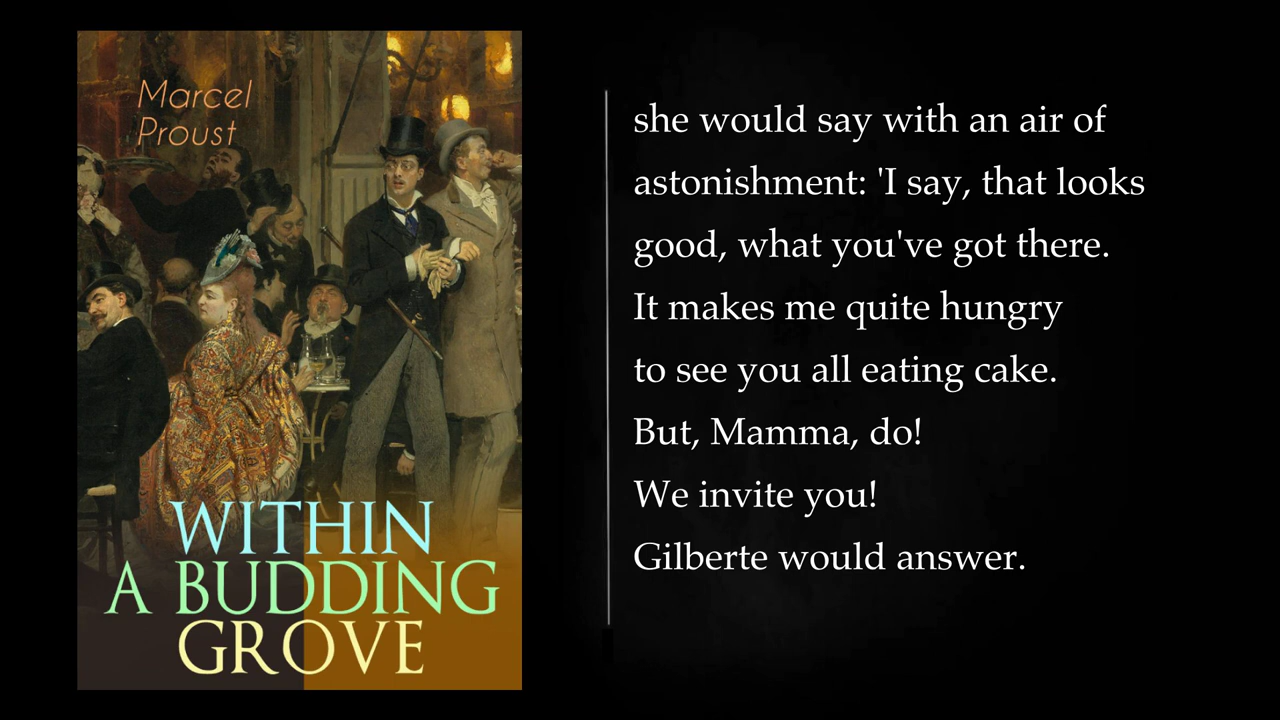 Marcel
Proust
WITHIN
A BUDDING
GROVE
she would say with an air of
astonishment: 'I say, that looks
good, what you've got there.
It makes me quite hungry
to see you all eating cake.
But, Mamma, do!
We invite you!
Gilberte would answer.